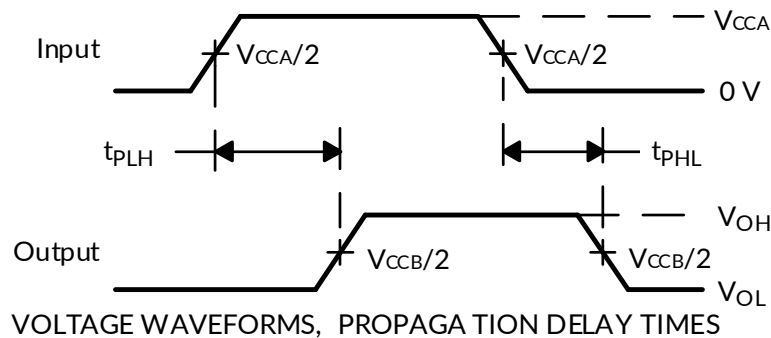 VCCA
Input
VCCA/2
VCCA/2
0 V
tPLH
tPHL
VOH
Output
VCCB/2
VCCB/2
VOL
VOLTAGE WAVEFORMS, PROPAGA TION DELAY TIMES